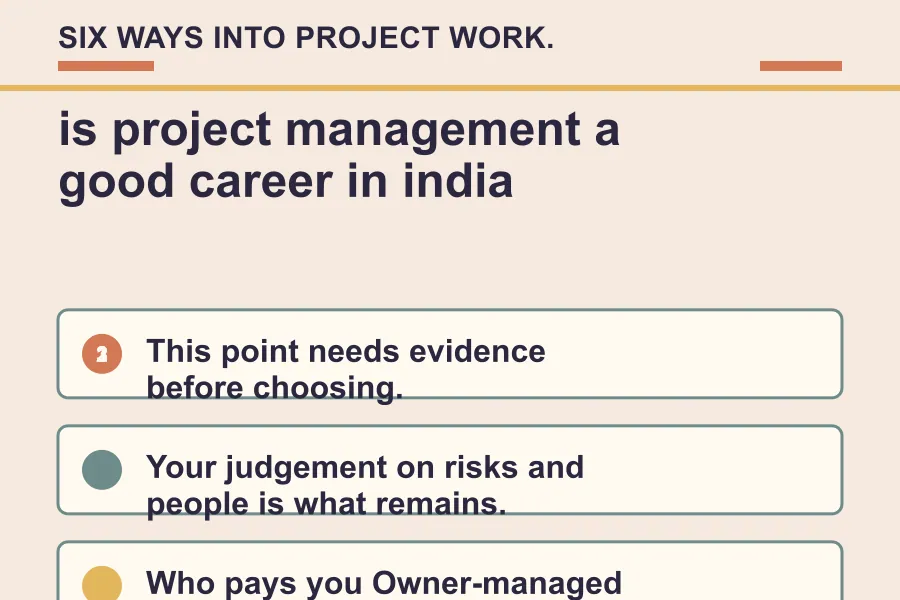 SIX WAYS INTO PROJECT WORK.
is project management a
good career in india
This point needs evidence
before choosing.
Your judgement on risks and
people is what remains.
Who pays you Owner-managed